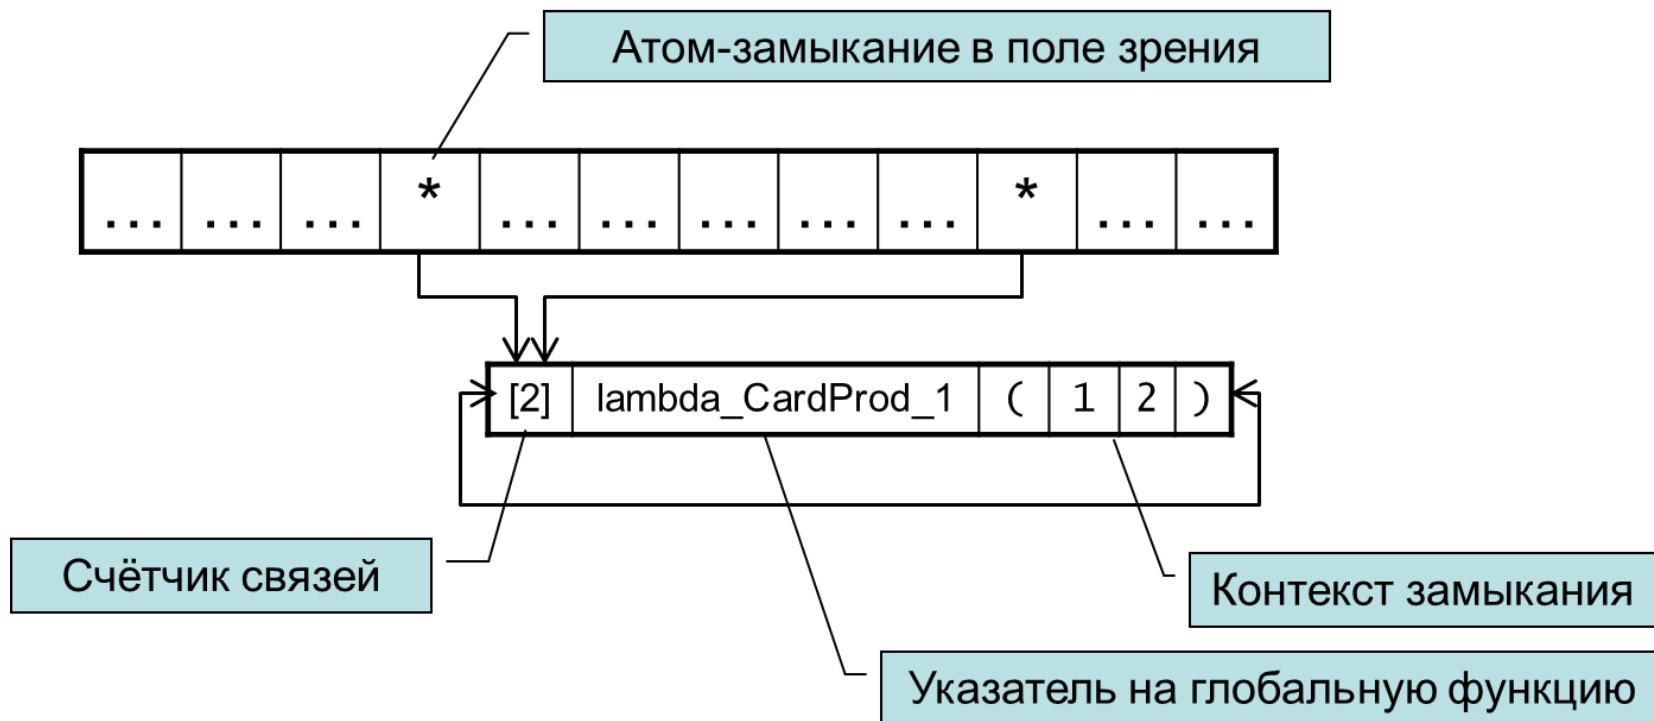 Атом-замыкание в поле зрения
... ... ... * ... ... ... ... ... * ... ...
[2] lambda_CardProd_1 ( 1 2 )
Счётчик связей
Контекст замыкания
Указатель на глобальную функцию